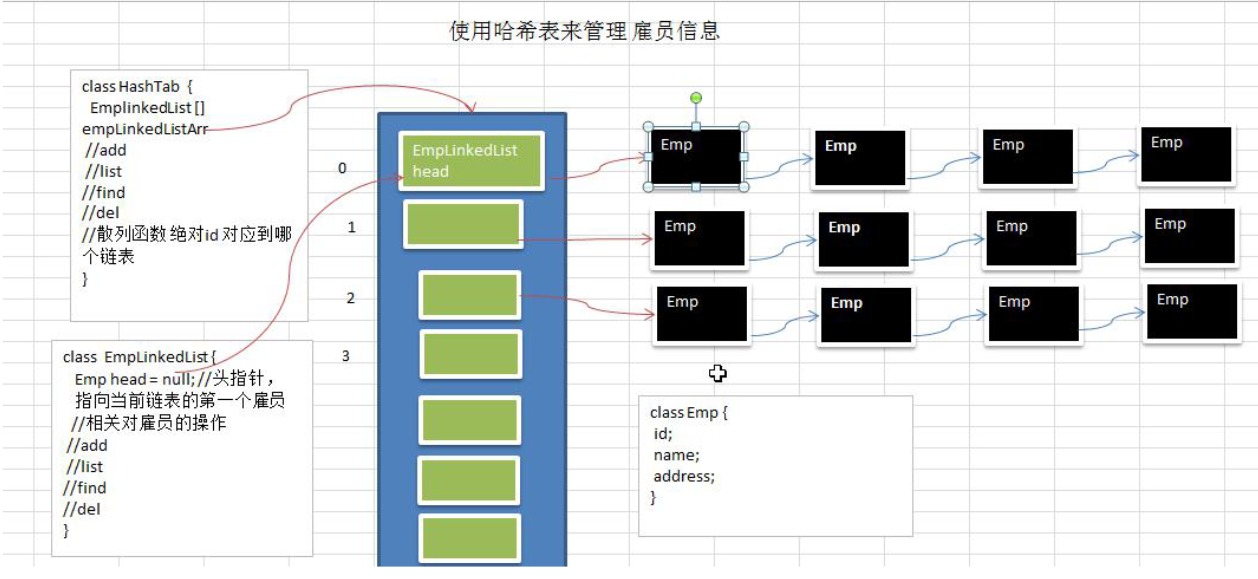 使用哈希表来管理 雇员信息
class HashTab {
EmplinkedList []
empLinkedListArr
//add
//list
//find
//del
//散列函数 绝对id 对应到哪
个链表
}
class EmpLinkedList {
Emp head = null; //头指针，
指向当前链表的第一个雇员
//相关对雇员的操作
//add
//list
//find
//del
}
0
1
2
3
EmpLinkedList
head
Emp
Emp
Emp
Emp
Emp
Emp
Emp
Emp
Emp
Emp
Emp
Emp
class Emp {
id;
name;
address;
}